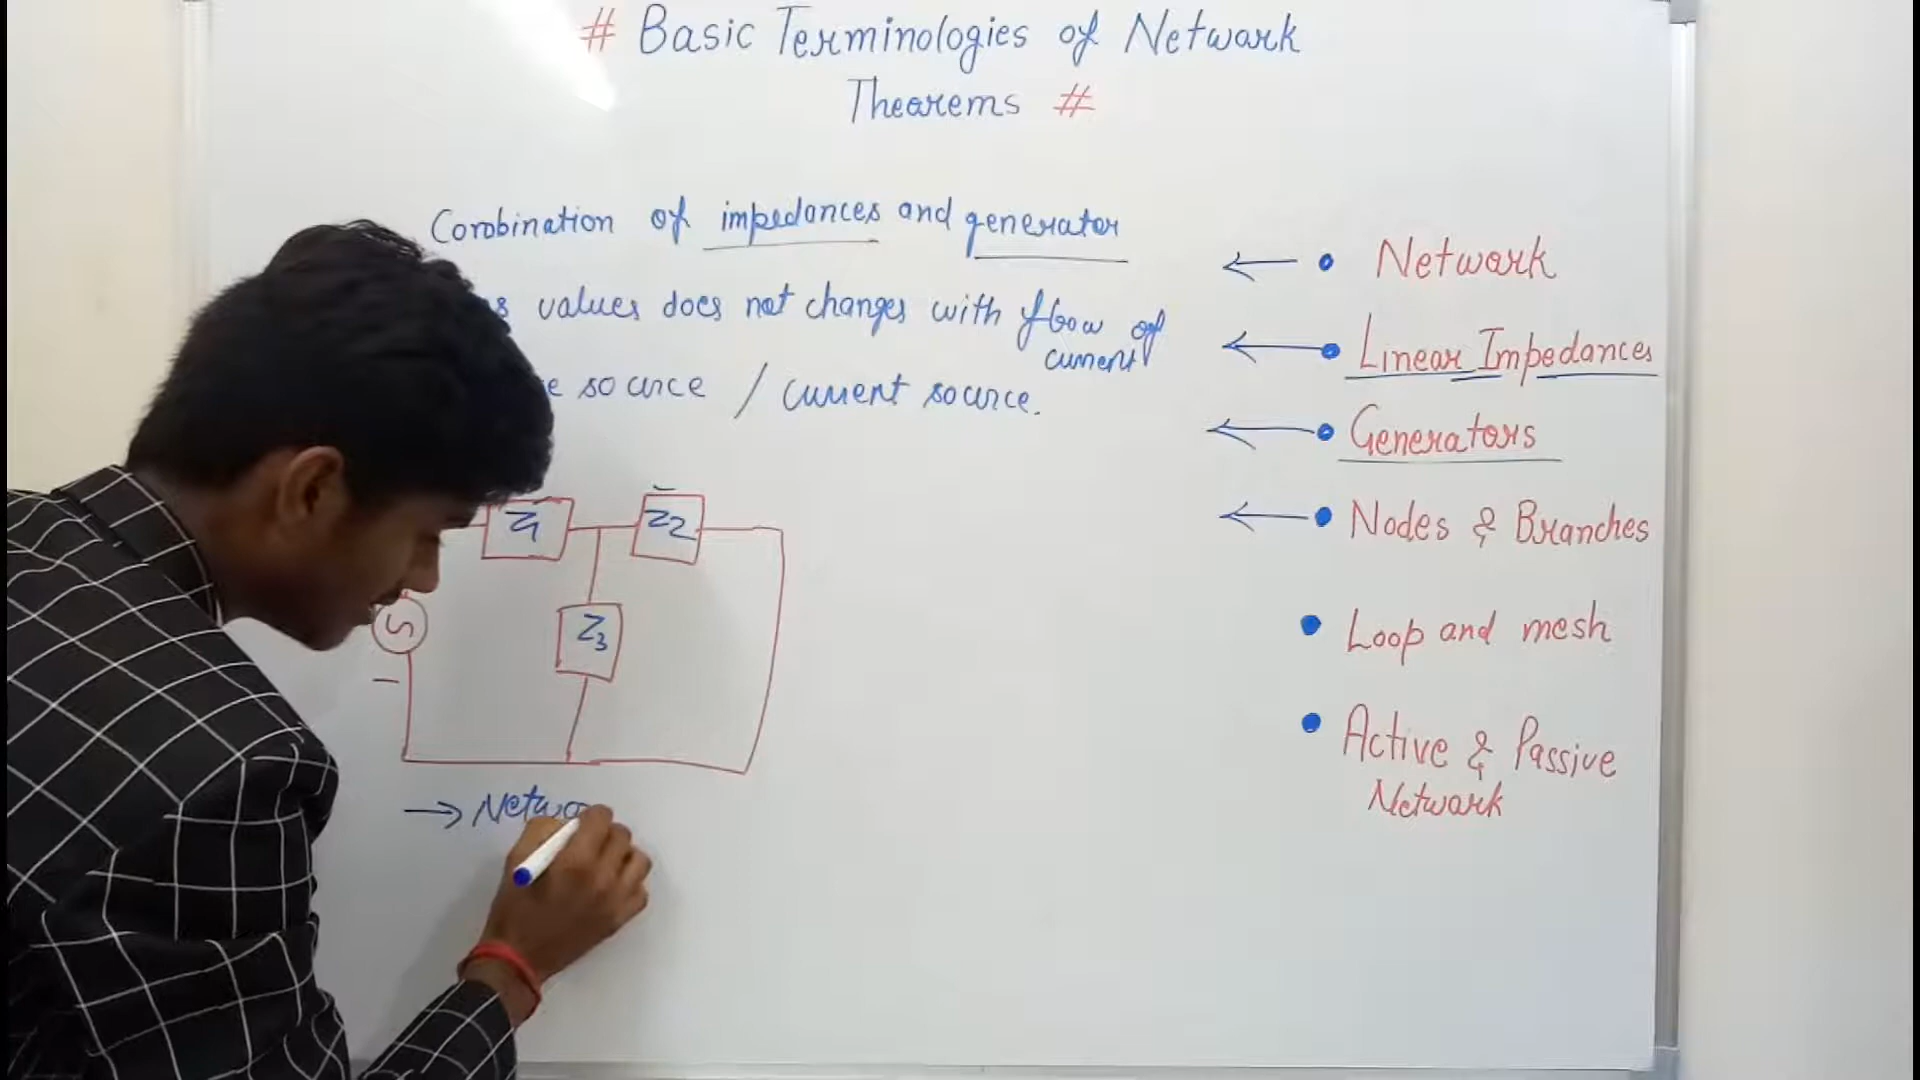 # Basic Terminologies of Network
Theorems #
Combination of impedances and generator
values does not changes with flow of
current
source / current source.
Z1
Z2
Z3
S
→ Netwo
← • Network
← • Linear Impedances
← • Generators
← • Nodes & Branches
• Loop and mesh
• Active & Passive
Network